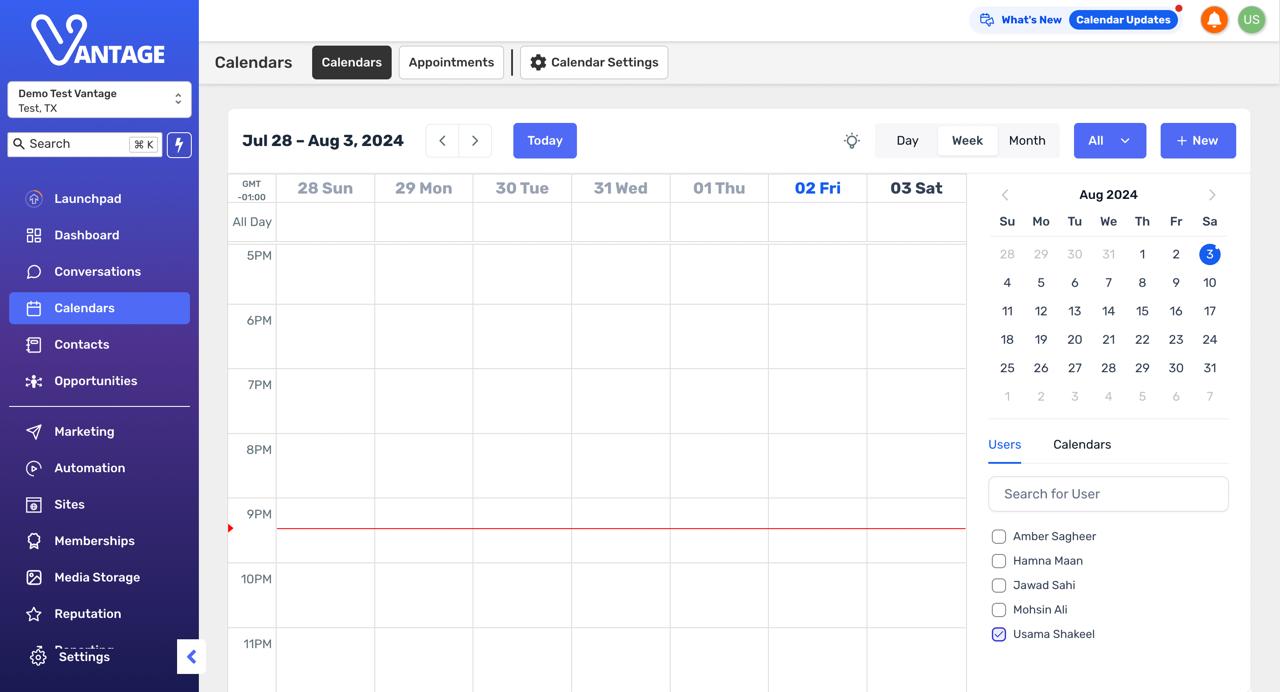 VANTAGE
Demo Test Vantage
Test, TX
Search
⌘ K
Launchpad
Dashboard
Conversations
Calendars
Contacts
Opportunities
Marketing
Automation
Sites
Memberships
Media Storage
Reputation
Reporting
Settings
What's New
Calendar Updates
US
Calendars
Calendars
Appointments
Calendar Settings
Jul 28 – Aug 3, 2024
Today
Day
Week
Month
All
+ New
GMT
-01:00
28 Sun
29 Mon
30 Tue
31 Wed
01 Thu
02 Fri
03 Sat
All Day
5PM
6PM
7PM
8PM
9PM
10PM
11PM
Aug 2024
Su Mo Tu We Th Fr Sa
28 29 30 31 1 2 3
4 5 6 7 8 9 10
11 12 13 14 15 16 17
18 19 20 21 22 23 24
25 26 27 28 29 30 31
1 2 3 4 5 6 7
Users
Calendars
Search for User
Amber Sagheer
Hamna Maan
Jawad Sahi
Mohsin Ali
Usama Shakeel